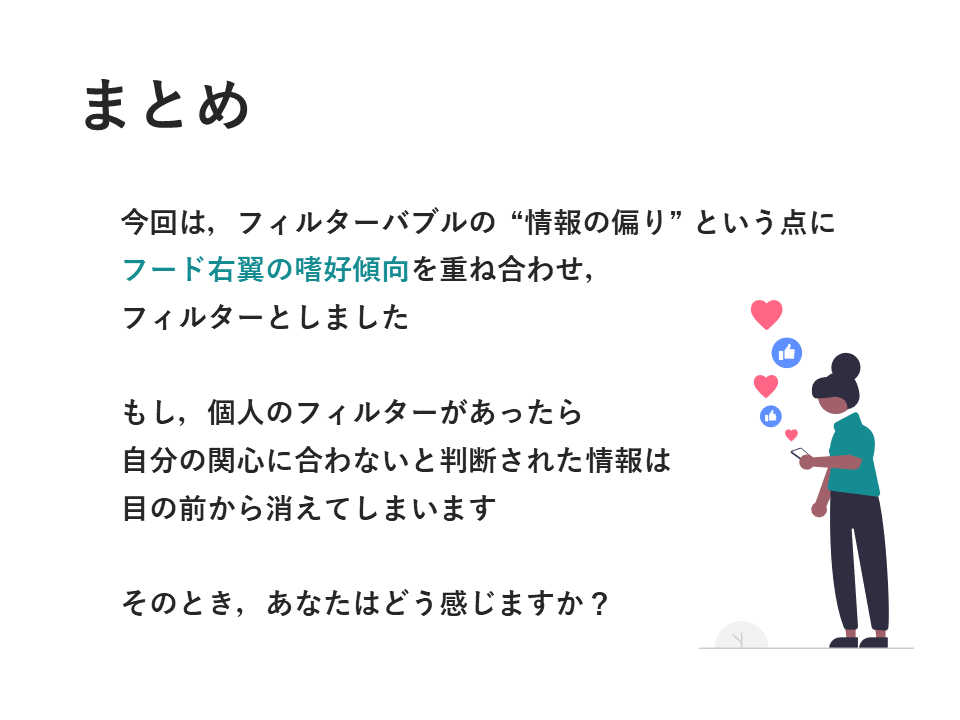 まとめ
今回は，フィルターバブルの “情報の偏り” という点に
フード右翼の嗜好傾向を重ね合わせ，
フィルターとしました
もし，個人のフィルターがあったら
自分の関心に合わないと判断された情報は
目の前から消えてしまいます
そのとき，あなたはどう感じますか？